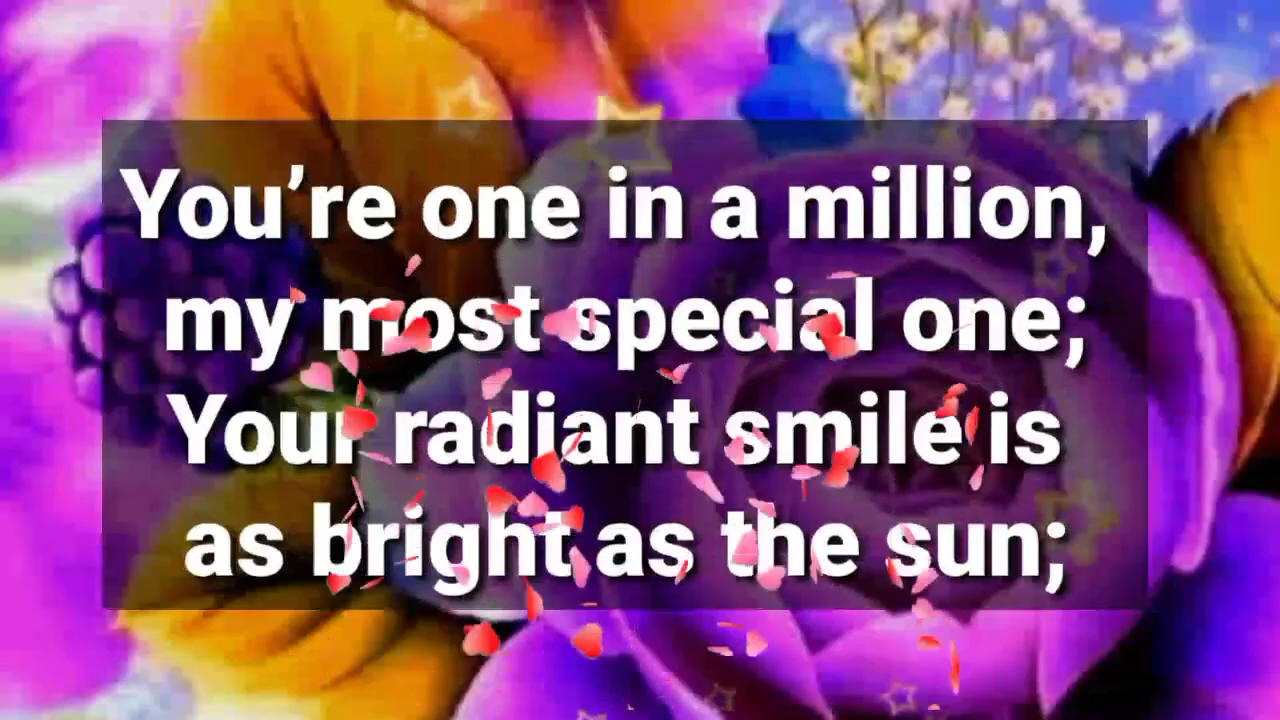 You’re one in a million,
my most special one;
Your radiant smile is
as bright as the sun;